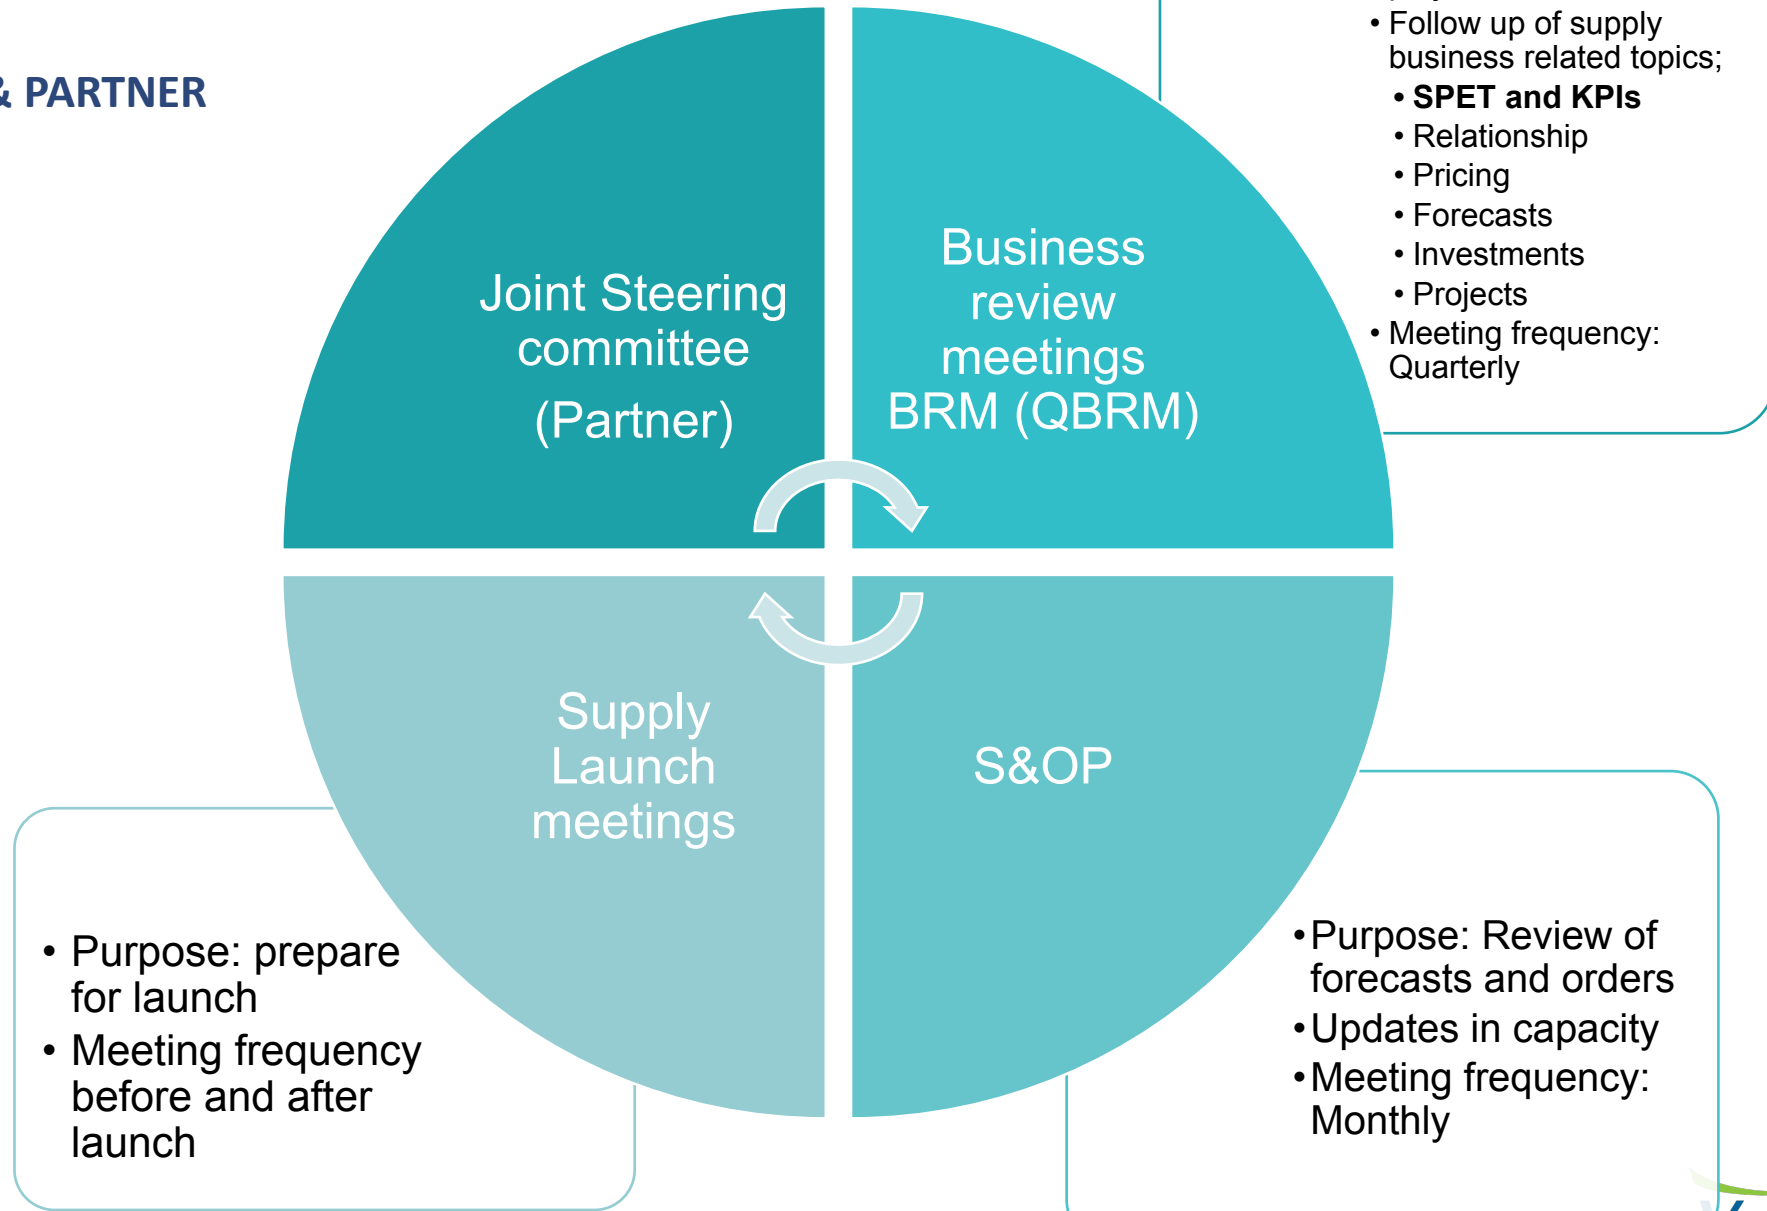 & PARTNER
• Follow up of supply
business related topics;
• SPET and KPIs
• Relationship
• Pricing
• Forecasts
• Investments
• Projects
• Meeting frequency:
Quarterly
Joint Steering
committee
(Partner)
Business
review
meetings
BRM (QBRM)
Supply
Launch
meetings
S&OP
• Purpose: prepare
for launch
• Meeting frequency
before and after
launch
•Purpose: Review of
forecasts and orders
•Updates in capacity
•Meeting frequency:
Monthly